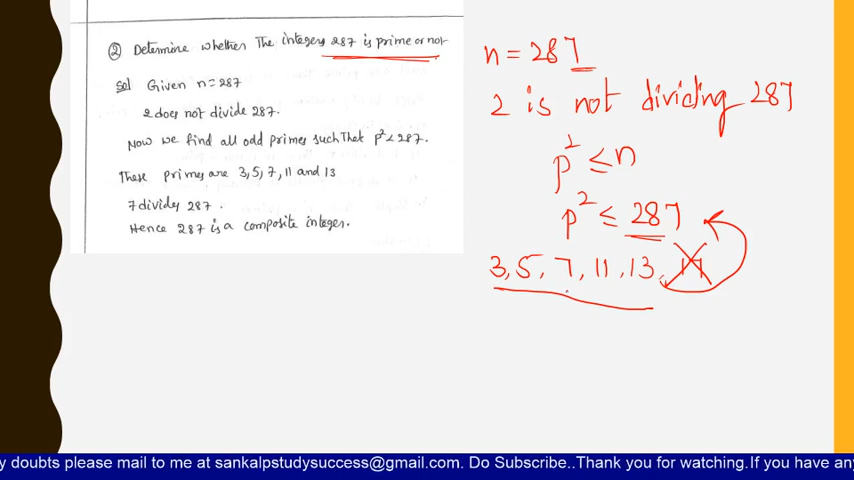 ② Determine whether The integers 287 is prime or not
Sol Given n=287
2 does not divide 287.
Now we find all odd primes such that p²<287.
These primes are 3, 5, 7, 11 and 13
7 divides 287.
Hence 287 is a composite integer.
n = 287
2 is not dividing 287
p² ≤ n
p² ≤ 287
3, 5, 7, 11, 13, 17
y doubts please mail to me at sankalpstudysuccess@gmail.com. Do Subscribe..Thank you for watching.If you have any